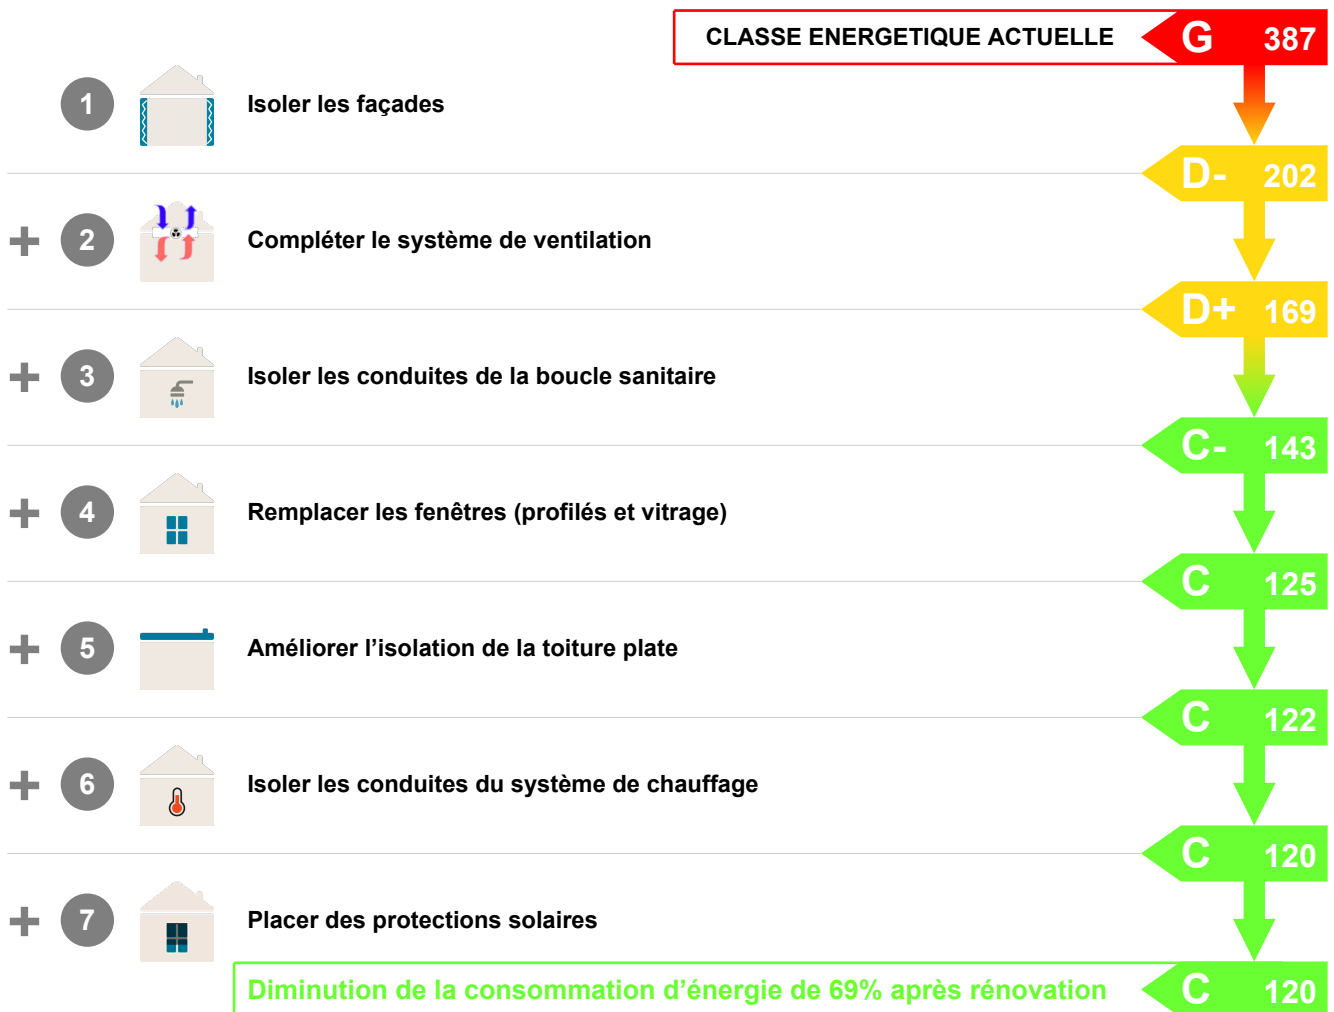 CLASSE ENERGETIQUE ACTUELLE G 387
1 Isoler les façades
D- 202
+ 2 Compléter le système de ventilation
D+ 169
+ 3 Isoler les conduites de la boucle sanitaire
C- 143
+ 4 Remplacer les fenêtres (profilés et vitrage)
C 125
+ 5 Améliorer l’isolation de la toiture plate
C 122
+ 6 Isoler les conduites du système de chauffage
C 120
+ 7 Placer des protections solaires
Diminution de la consommation d’énergie de 69% après rénovation C 120